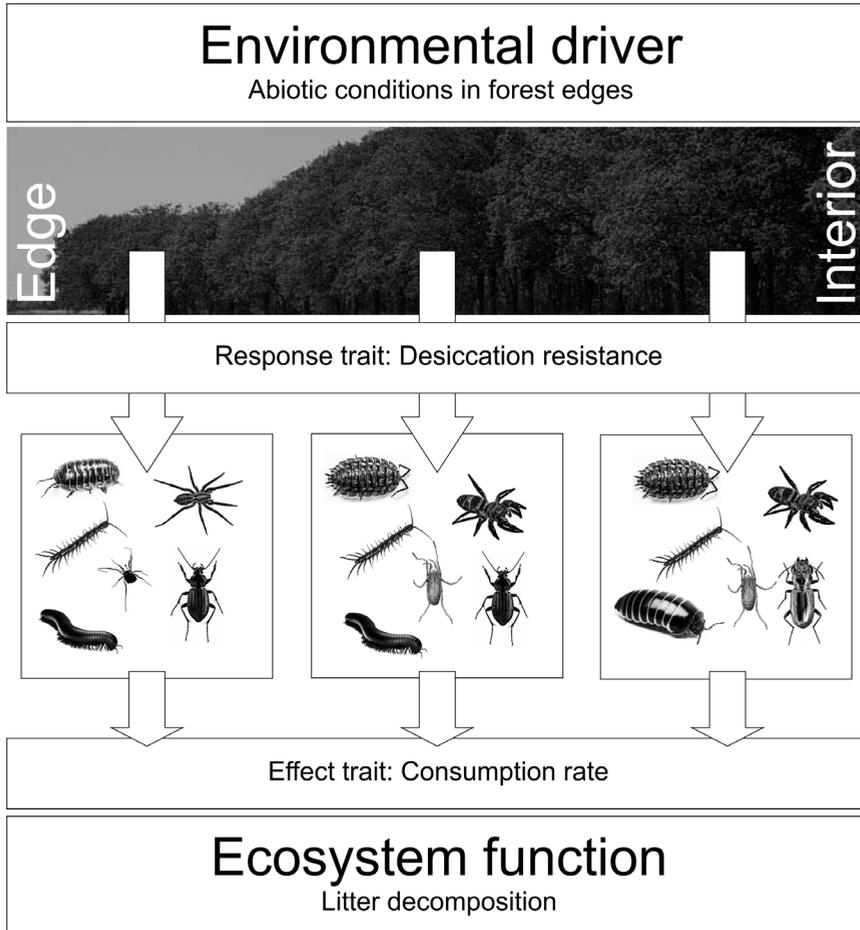 Environmental driver
Abiotic conditions in forest edges
Edge
Interior
Response trait: Desiccation resistance
Effect trait: Consumption rate
Ecosystem function
Litter decomposition